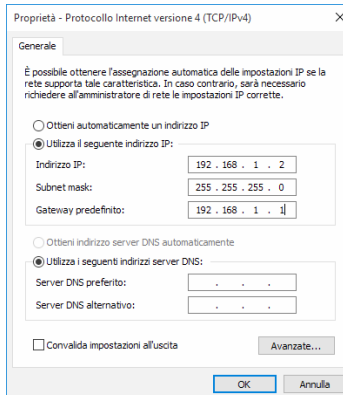 Proprietà - Protocollo Internet versione 4 (TCP/IPv4)
Generale
È possibile ottenere l'assegnazione automatica delle impostazioni IP se la
rete supporta tale caratteristica. In caso contrario, sarà necessario
richiedere all'amministratore di rete le impostazioni IP corrette.
Ottieni automaticamente un indirizzo IP
Utilizza il seguente indirizzo IP:
Indirizzo IP: 192 . 168 . 1 . 2
Subnet mask: 255 . 255 . 255 . 0
Gateway predefinito: 192 . 168 . 1 . 1
Ottieni indirizzo server DNS automaticamente
Utilizza i seguenti indirizzi server DNS:
Server DNS preferito: . . .
Server DNS alternativo: . . .
Convalida impostazioni all'uscita Avanzate...
OK Annulla